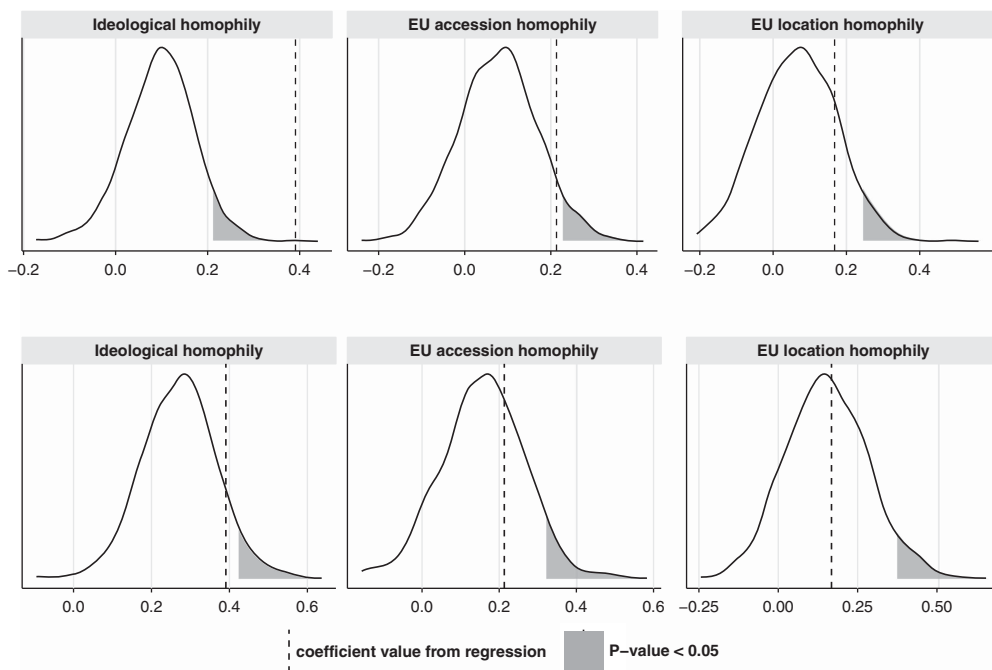 Ideological homophily EU accession homophily EU location homophily
−0.2 0.0 0.2 0.4 −0.2 0.0 0.2 0.4 −0.2 0.0 0.2 0.4
Ideological homophily EU accession homophily EU location homophily
0.0 0.2 0.4 0.6 0.0 0.2 0.4 0.6 −0.25 0.00 0.25 0.50
coefficient value from regression P−value < 0.05